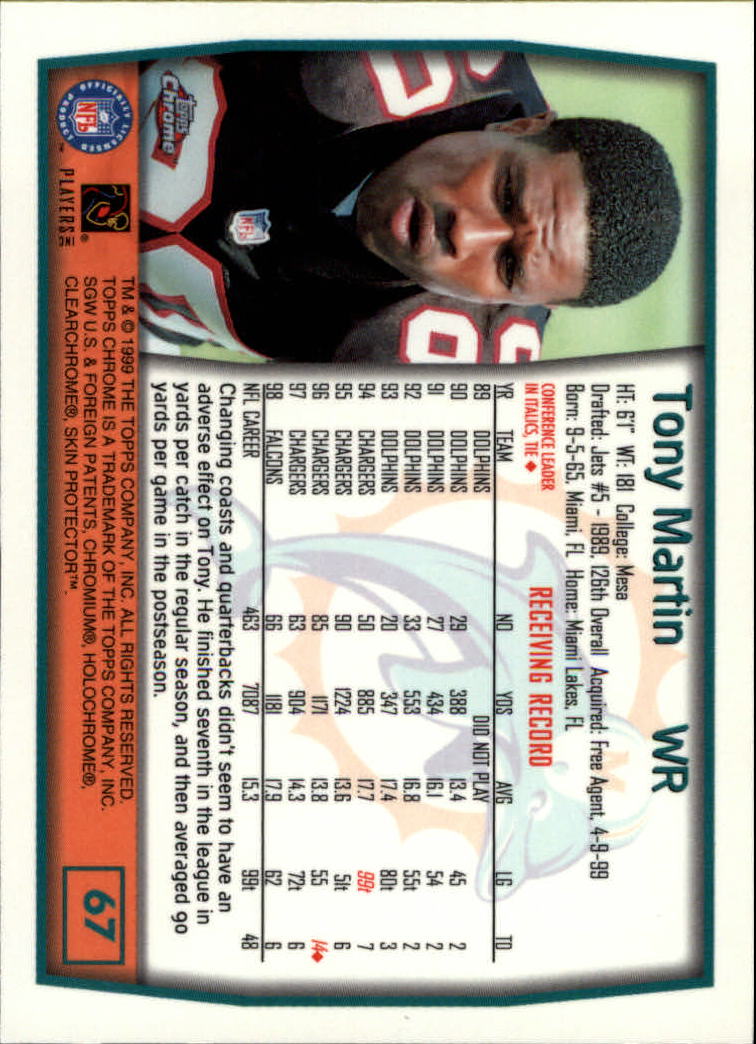 Tony Martin WR
HT: 6'1" WT: 181 College: Mesa
Drafted: Jets #5 - 1989, 126th Overall Acquired: Free Agent, 4-9-99
Born: 9-5-65, Miami, FL Home: Miami Lakes, FL
CONFERENCE LEADER
IN ITALICS, TIE ♦
RECEIVING RECORD
YR TEAM NO YDS AVG LG TD
89 DOLPHINS DID NOT PLAY
90 DOLPHINS 29 388 13.4 45 2
91 DOLPHINS 27 434 16.1 54 2
92 DOLPHINS 33 553 16.8 55t 2
93 DOLPHINS 20 347 17.4 80t 3
94 CHARGERS 50 885 17.7 99t 7
95 CHARGERS 90 1224 13.6 51t 6
96 CHARGERS 85 1171 13.8 55 14♦
97 CHARGERS 63 904 14.3 72t 6
98 FALCONS 66 1181 17.9 62 6
NFL CAREER 463 7087 15.3 99t 48
Changing coasts and quarterbacks didn't seem to have an
adverse effect on Tony. He finished seventh in the league in
yards per catch in the regular season, and then averaged 90
yards per game in the postseason.
Topps
Chrome
NFL
OFFICIALLY LICENSED
PRODUCT
NFL
™
PLAYERS INC
®
TM & © 1999 THE TOPPS COMPANY, INC. ALL RIGHTS RESERVED.
TOPPS CHROME IS A TRADEMARK OF THE TOPPS COMPANY, INC.
SGW U.S. & FOREIGN PATENTS, CHROMIUM®, HOLOCHROME®,
CLEARCHROME®, SKIN PROTECTOR™.
67